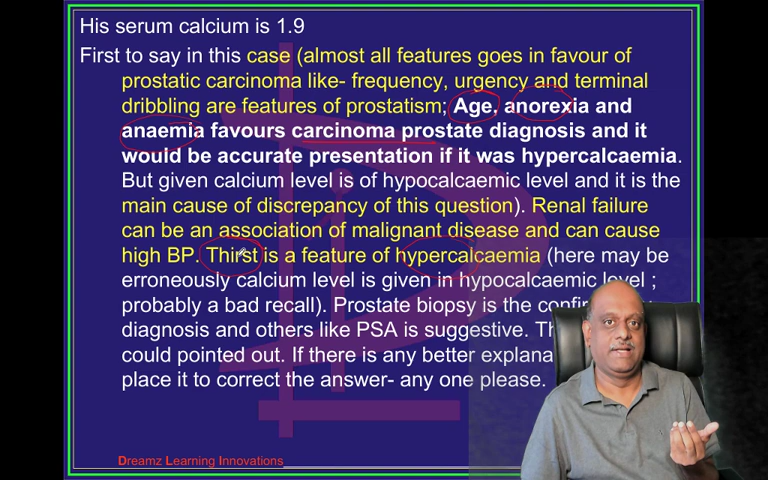 His serum calcium is 1.9
First to say in this case (almost all features goes in favour of
prostatic carcinoma like- frequency, urgency and terminal
dribbling are features of prostatism; Age, anorexia and
anaemia favours carcinoma prostate diagnosis and it
would be accurate presentation if it was hypercalcaemia.
But given calcium level is of hypocalcaemic level and it is the
main cause of discrepancy of this question). Renal failure
can be an association of malignant disease and can cause
high BP. Thirst is a feature of hypercalcaemia (here may be
erroneously calcium level is given in hypocalcaemic level ;
probably a bad recall). Prostate biopsy is the
diagnosis and others like PSA is suggestive.
could pointed out. If there is any better
place it to correct the answer- any one please.
Dreamz Learning Innovations